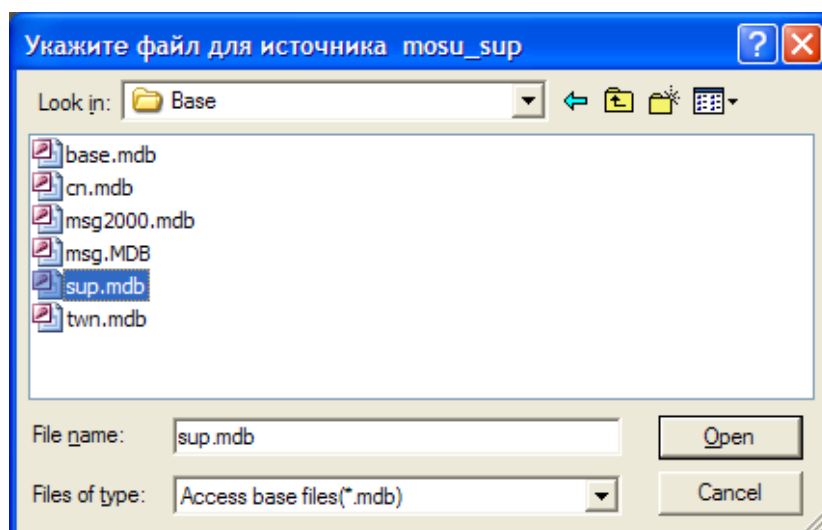 Укажите файл для источника mosu_sup
Look in: Base
base.mdb
cn.mdb
msg2000.mdb
msg.MDB
sup.mdb
twn.mdb
File name: sup.mdb Open
Files of type: Access base files(*.mdb) Cancel